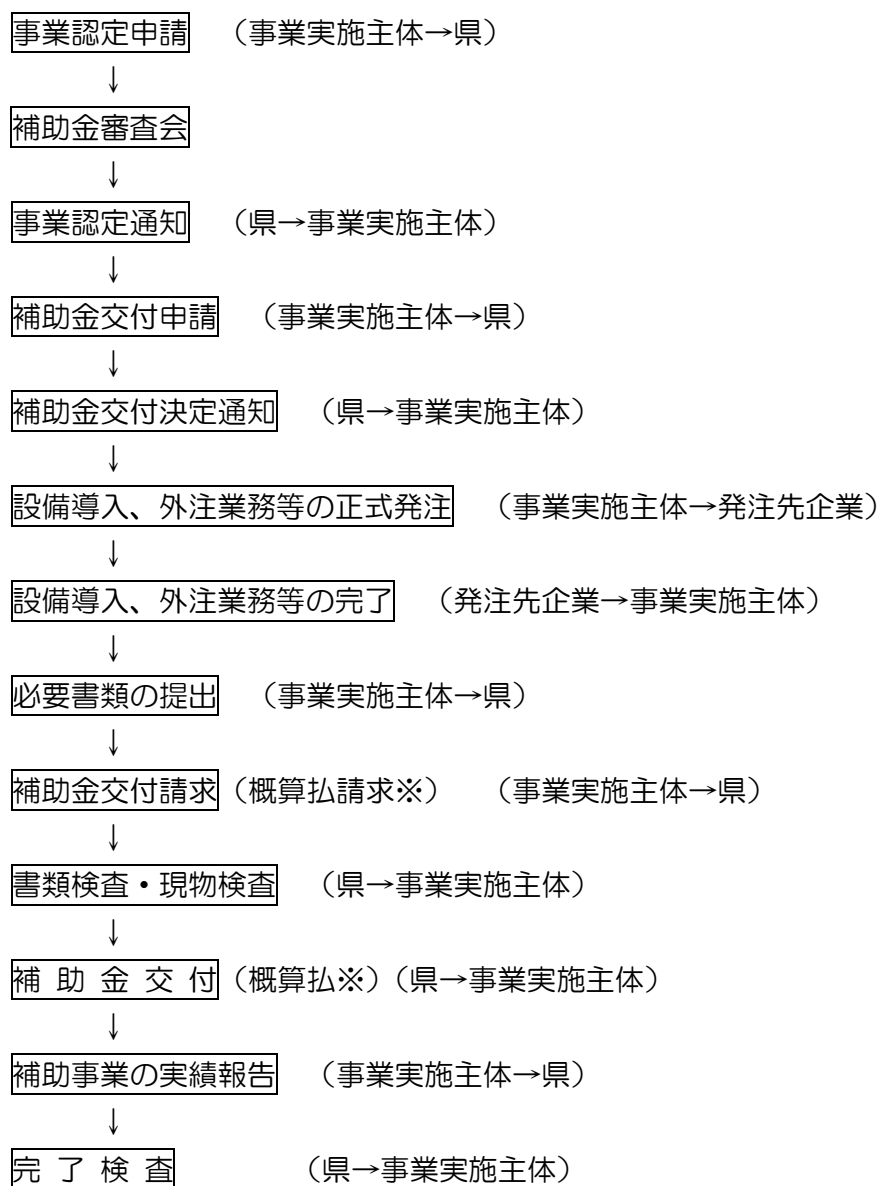 事業認定申請　（事業実施主体→県）
↓
補助金審査会
↓
事業認定通知　（県→事業実施主体）
↓
補助金交付申請　（事業実施主体→県）
↓
補助金交付決定通知　（県→事業実施主体）
↓
設備導入、外注業務等の正式発注　（事業実施主体→発注先企業）
↓
設備導入、外注業務等の完了　（発注先企業→事業実施主体）
↓
必要書類の提出　（事業実施主体→県）
↓
補助金交付請求（概算払請求※）　（事業実施主体→県）
↓
書類検査・現物検査　（県→事業実施主体）
↓
補 助 金 交 付（概算払※）（県→事業実施主体）
↓
補助事業の実績報告　（事業実施主体→県）
↓
完 了 検 査　　　　（県→事業実施主体）